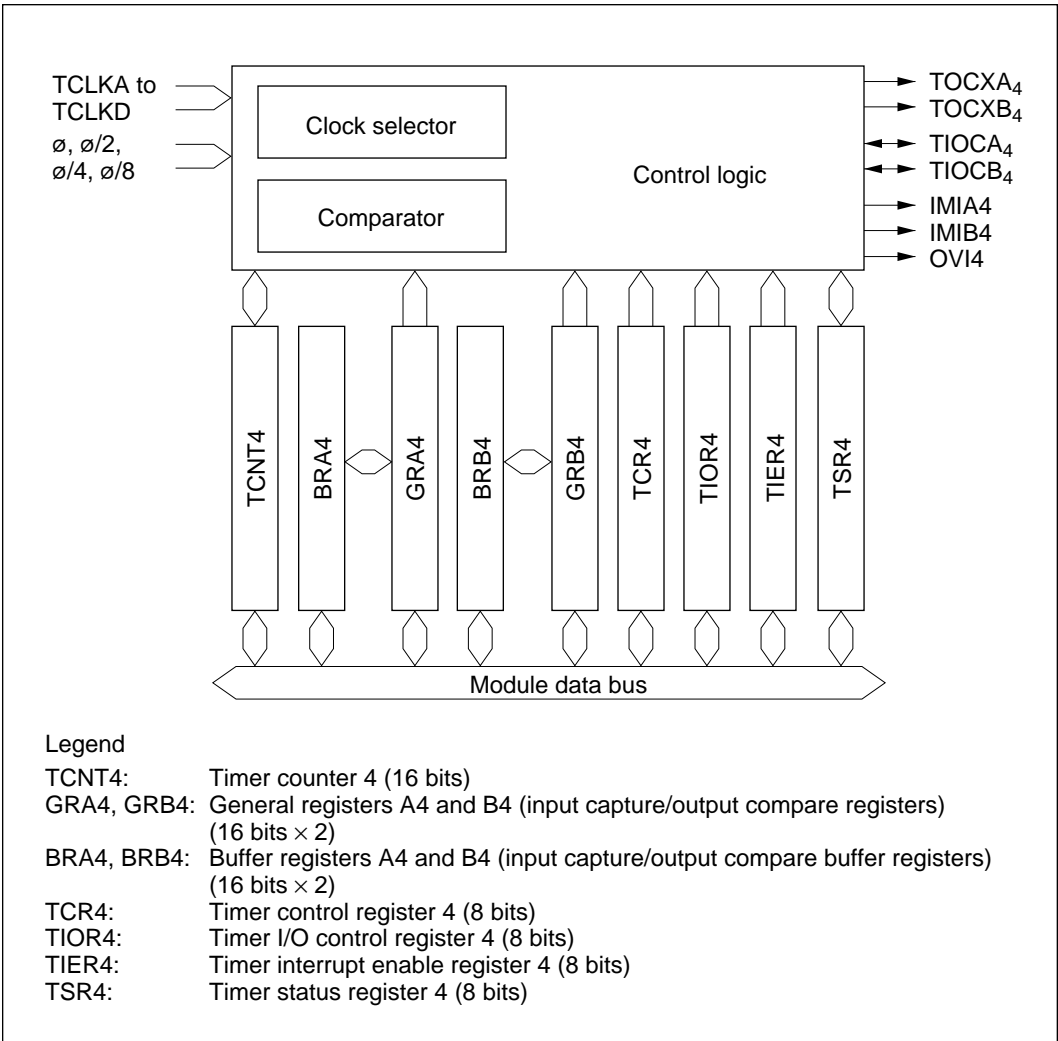 TCLKA to
TCLKD
ø, ø/2,
ø/4, ø/8
Clock selector
Comparator
Control logic
TOCXA4
TOCXB4
TIOCA4
TIOCB4
IMIA4
IMIB4
OVI4
TCNT4
BRA4
GRA4
BRB4
GRB4
TCR4
TIOR4
TIER4
TSR4
Module data bus
Legend
TCNT4: Timer counter 4 (16 bits)
GRA4, GRB4: General registers A4 and B4 (input capture/output compare registers)
(16 bits × 2)
BRA4, BRB4: Buffer registers A4 and B4 (input capture/output compare buffer registers)
(16 bits × 2)
TCR4: Timer control register 4 (8 bits)
TIOR4: Timer I/O control register 4 (8 bits)
TIER4: Timer interrupt enable register 4 (8 bits)
TSR4: Timer status register 4 (8 bits)